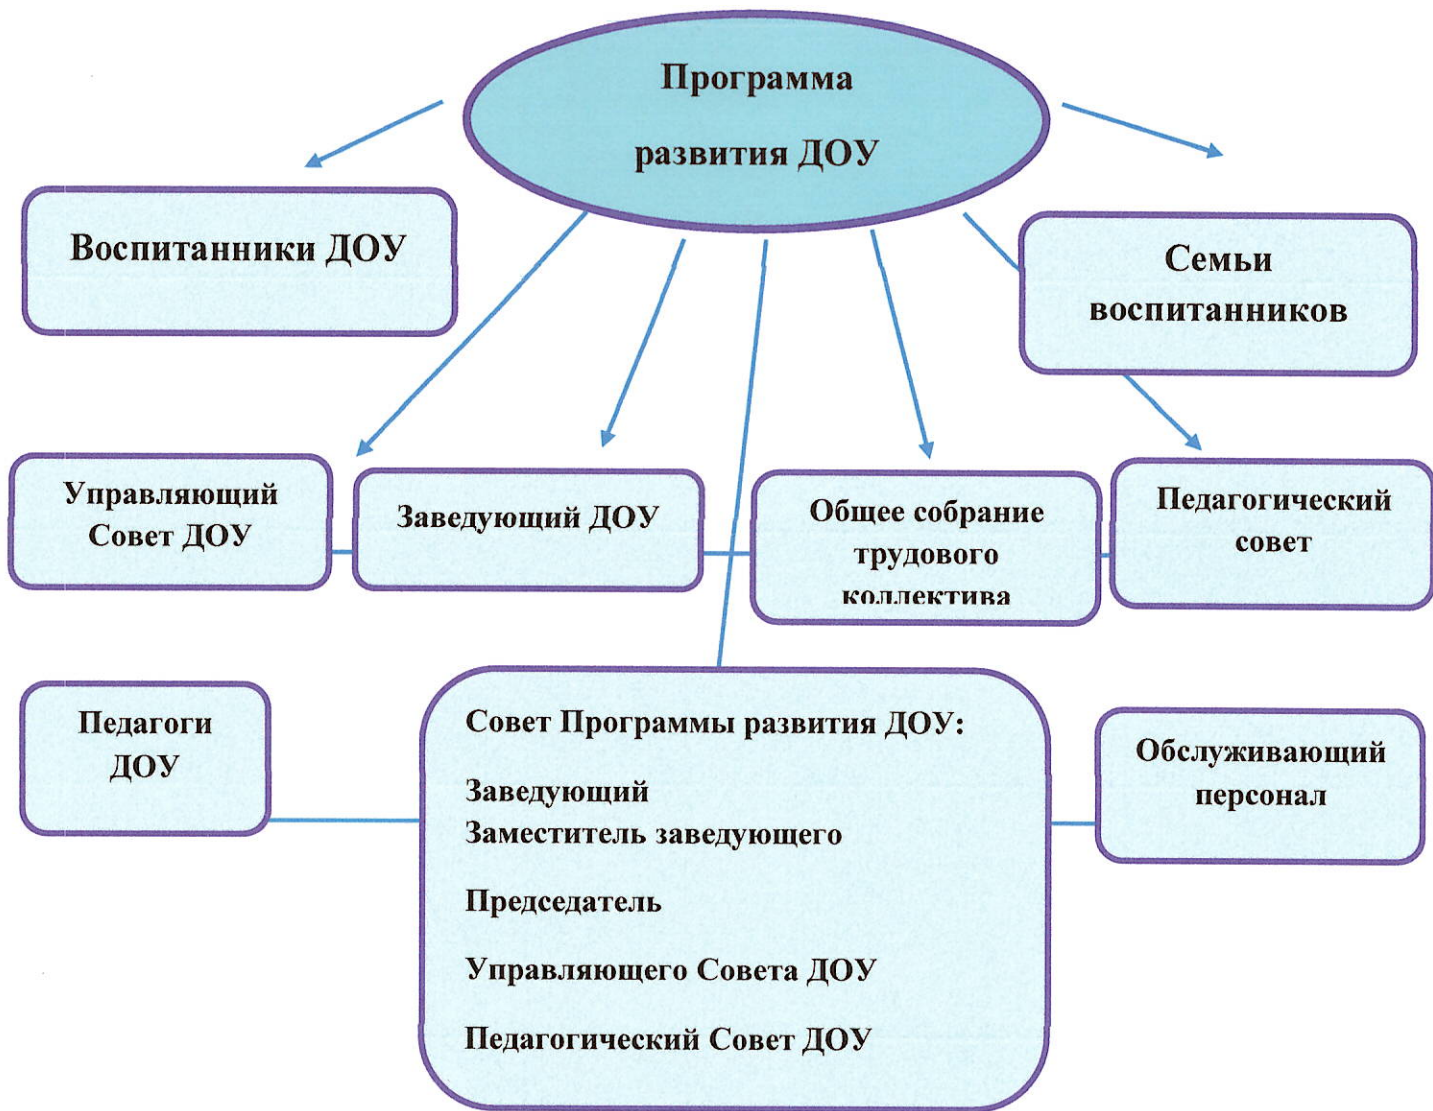 Программа
развития ДОУ
Воспитанники ДОУ
Семьи
воспитанников
Управляющий
Совет ДОУ
Заведующий ДОУ
Общее собрание
трудового
коллектива
Педагогический
совет
Педагоги
ДОУ
Совет Программы развития ДОУ:
Заведующий
Заместитель заведующего
Председатель
Управляющего Совета ДОУ
Педагогический Совет ДОУ
Обслуживающий
персонал